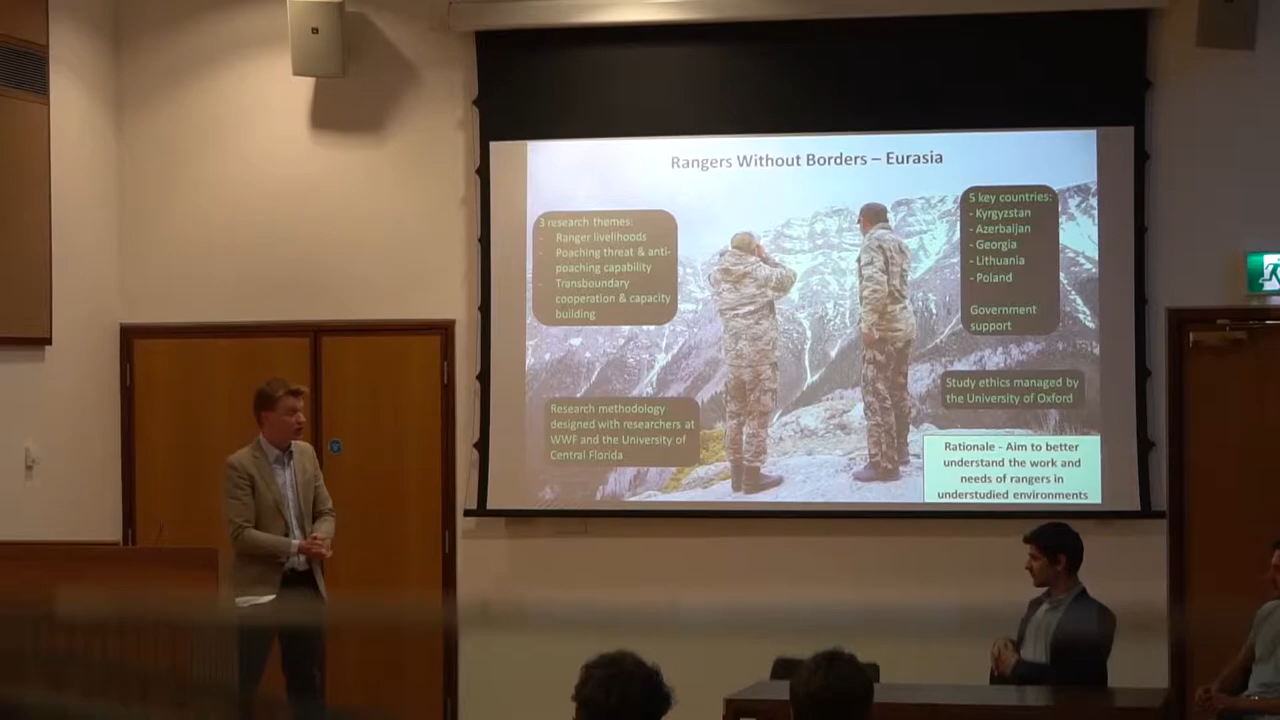 Rangers Without Borders – Eurasia
3 research themes:
- Ranger livelihoods
- Poaching threat & anti-
poaching capability
- Transboundary
cooperation & capacity
building
5 key countries:
- Kyrgyzstan
- Azerbaijan
- Georgia
- Lithuania
- Poland
Government
support
Research methodology
designed with researchers at
WWF and the University of
Central Florida
Study ethics managed by
the University of Oxford
Rationale - Aim to better
understand the work and
needs of rangers in
understudied environments